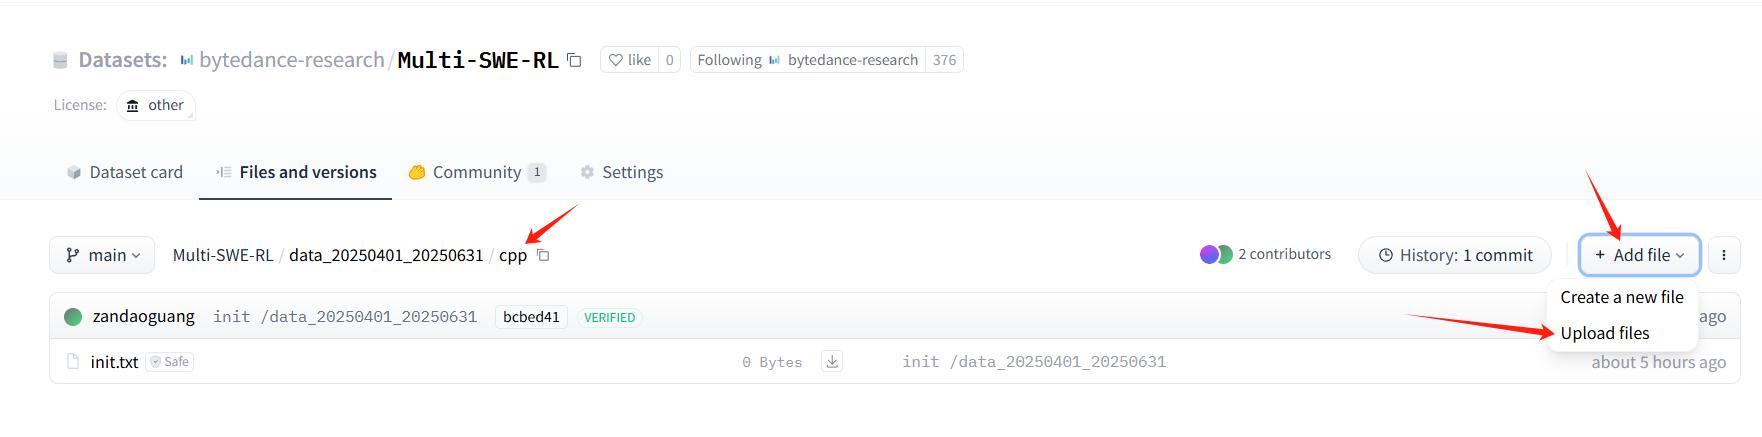 Datasets: bytedance-research/Multi-SWE-RL like 0 Following bytedance-research 376
License: other
Dataset card Files and versions Community 1 Settings
main Multi-SWE-RL / data_20250401_20250631 / cpp 2 contributors History: 1 commit + Add file
Create a new file
zandaoguang init /data_20250401_20250631 bcbed41 VERIFIED ago
Upload files
init.txt Safe 0 Bytes init /data_20250401_20250631 about 5 hours ago